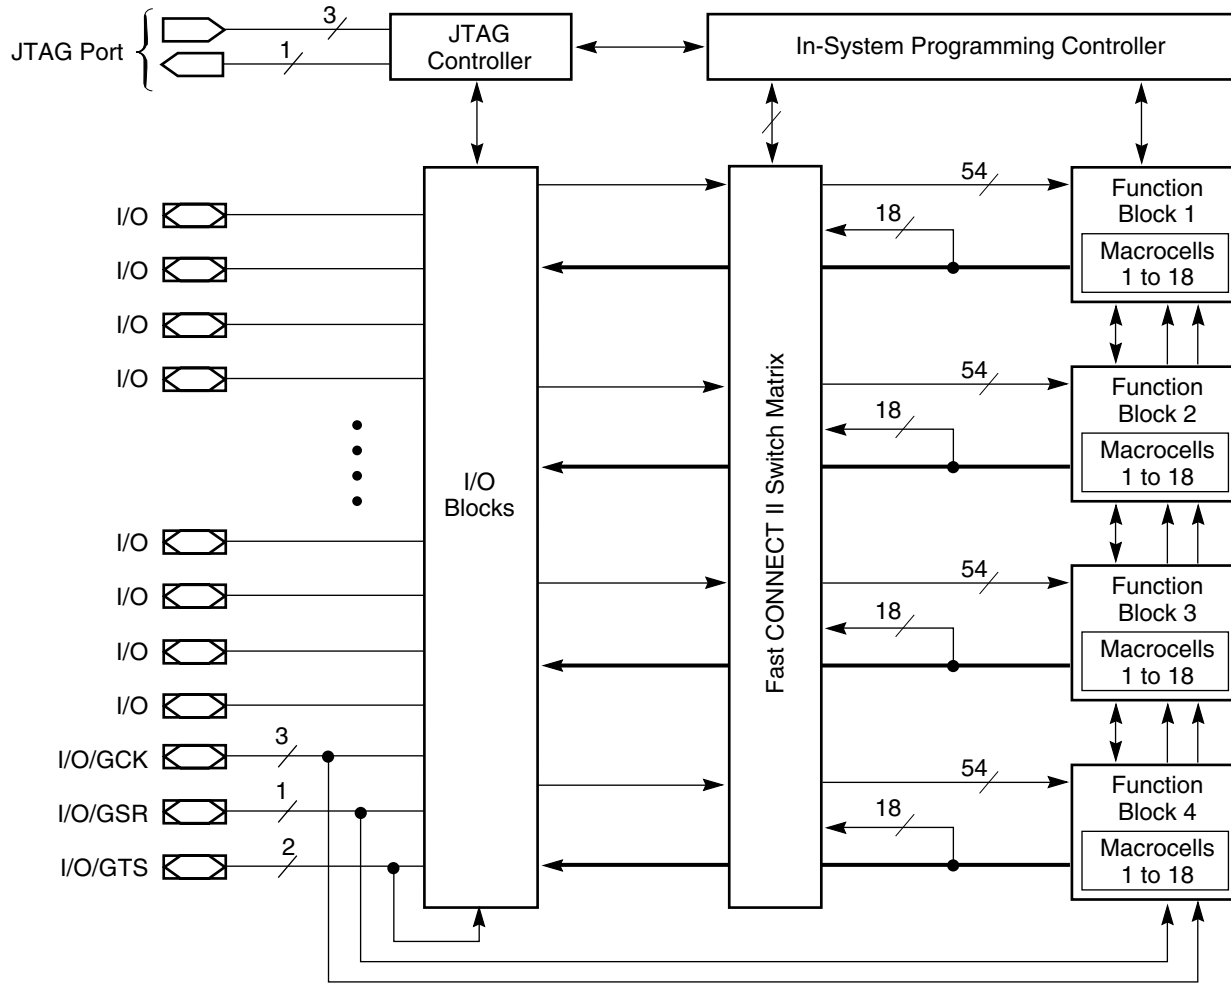 JTAG Port
3
1
JTAG
Controller
In-System Programming Controller
I/O
I/O
I/O
I/O
I/O
I/O
I/O
I/O
I/O/GCK
3
I/O/GSR
1
I/O/GTS
2
I/O
Blocks
Fast CONNECT II Switch Matrix
54
18
Function
Block 1
Macrocells
1 to 18
54
18
Function
Block 2
Macrocells
1 to 18
54
18
Function
Block 3
Macrocells
1 to 18
54
18
Function
Block 4
Macrocells
1 to 18